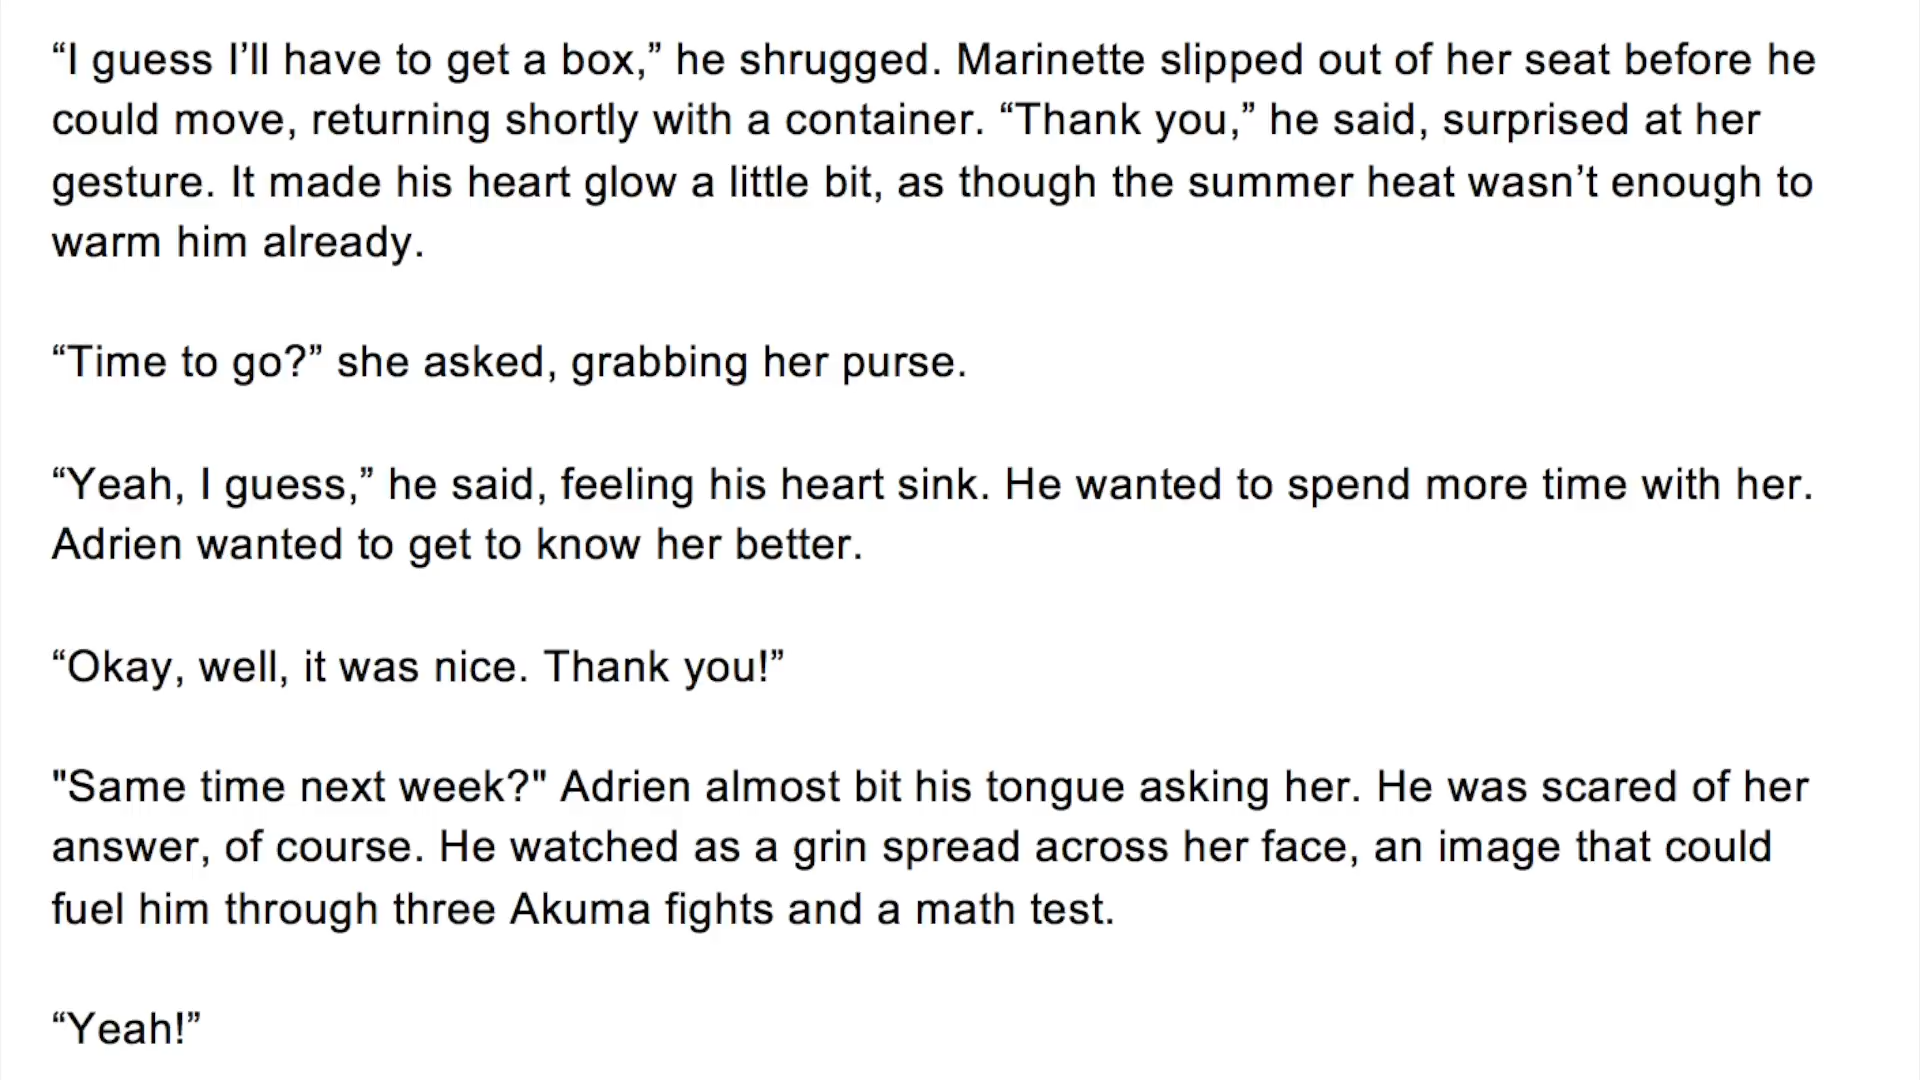 “I guess I’ll have to get a box,” he shrugged. Marinette slipped out of her seat before he
could move, returning shortly with a container. “Thank you,” he said, surprised at her
gesture. It made his heart glow a little bit, as though the summer heat wasn’t enough to
warm him already.
“Time to go?” she asked, grabbing her purse.
“Yeah, I guess,” he said, feeling his heart sink. He wanted to spend more time with her.
Adrien wanted to get to know her better.
“Okay, well, it was nice. Thank you!”
"Same time next week?" Adrien almost bit his tongue asking her. He was scared of her
answer, of course. He watched as a grin spread across her face, an image that could
fuel him through three Akuma fights and a math test.
“Yeah!”